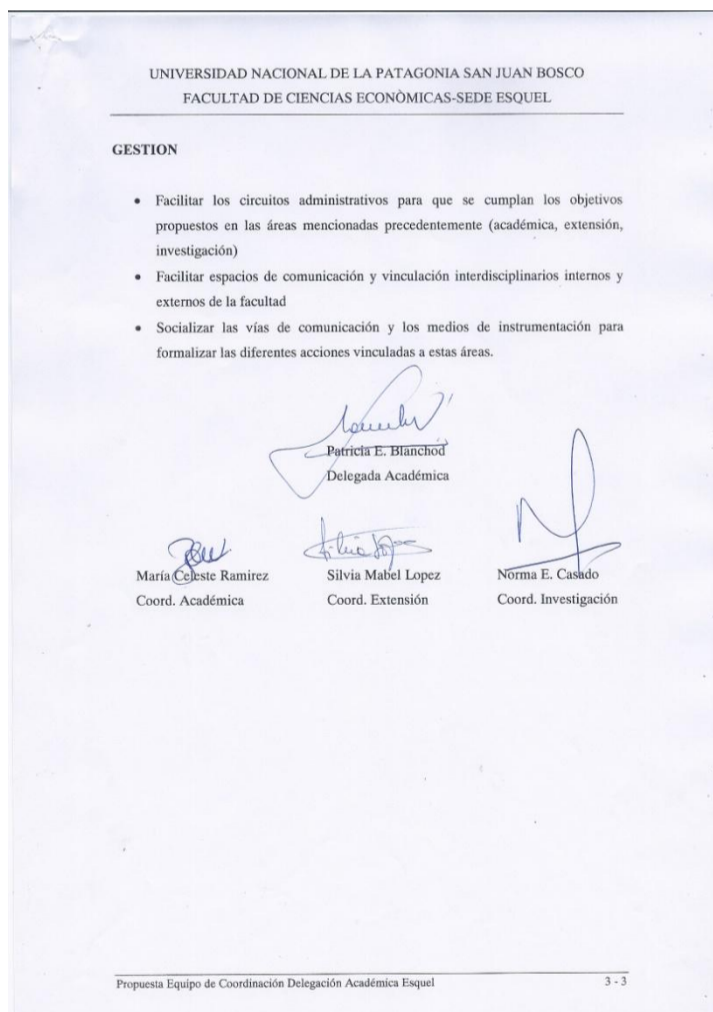 UNIVERSIDAD NACIONAL DE LA PATAGONIA SAN JUAN BOSCO
FACULTAD DE CIENCIAS ECONÒMICAS-SEDE ESQUEL
GESTION
• Facilitar los circuitos administrativos para que se cumplan los objetivos
propuestos en las áreas mencionadas precedentemente (académica, extensión,
investigación)
• Facilitar espacios de comunicación y vinculación interdisciplinarios internos y
externos de la facultad
• Socializar las vías de comunicación y los medios de instrumentación para
formalizar las diferentes acciones vinculadas a estas áreas.
Patricia E. Blanchod
Delegada Académica
María Celeste Ramirez Silvia Mabel Lopez Norma E. Casado
Coord. Académica Coord. Extensión Coord. Investigación
Propuesta Equipo de Coordinación Delegación Académica Esquel 3 - 3